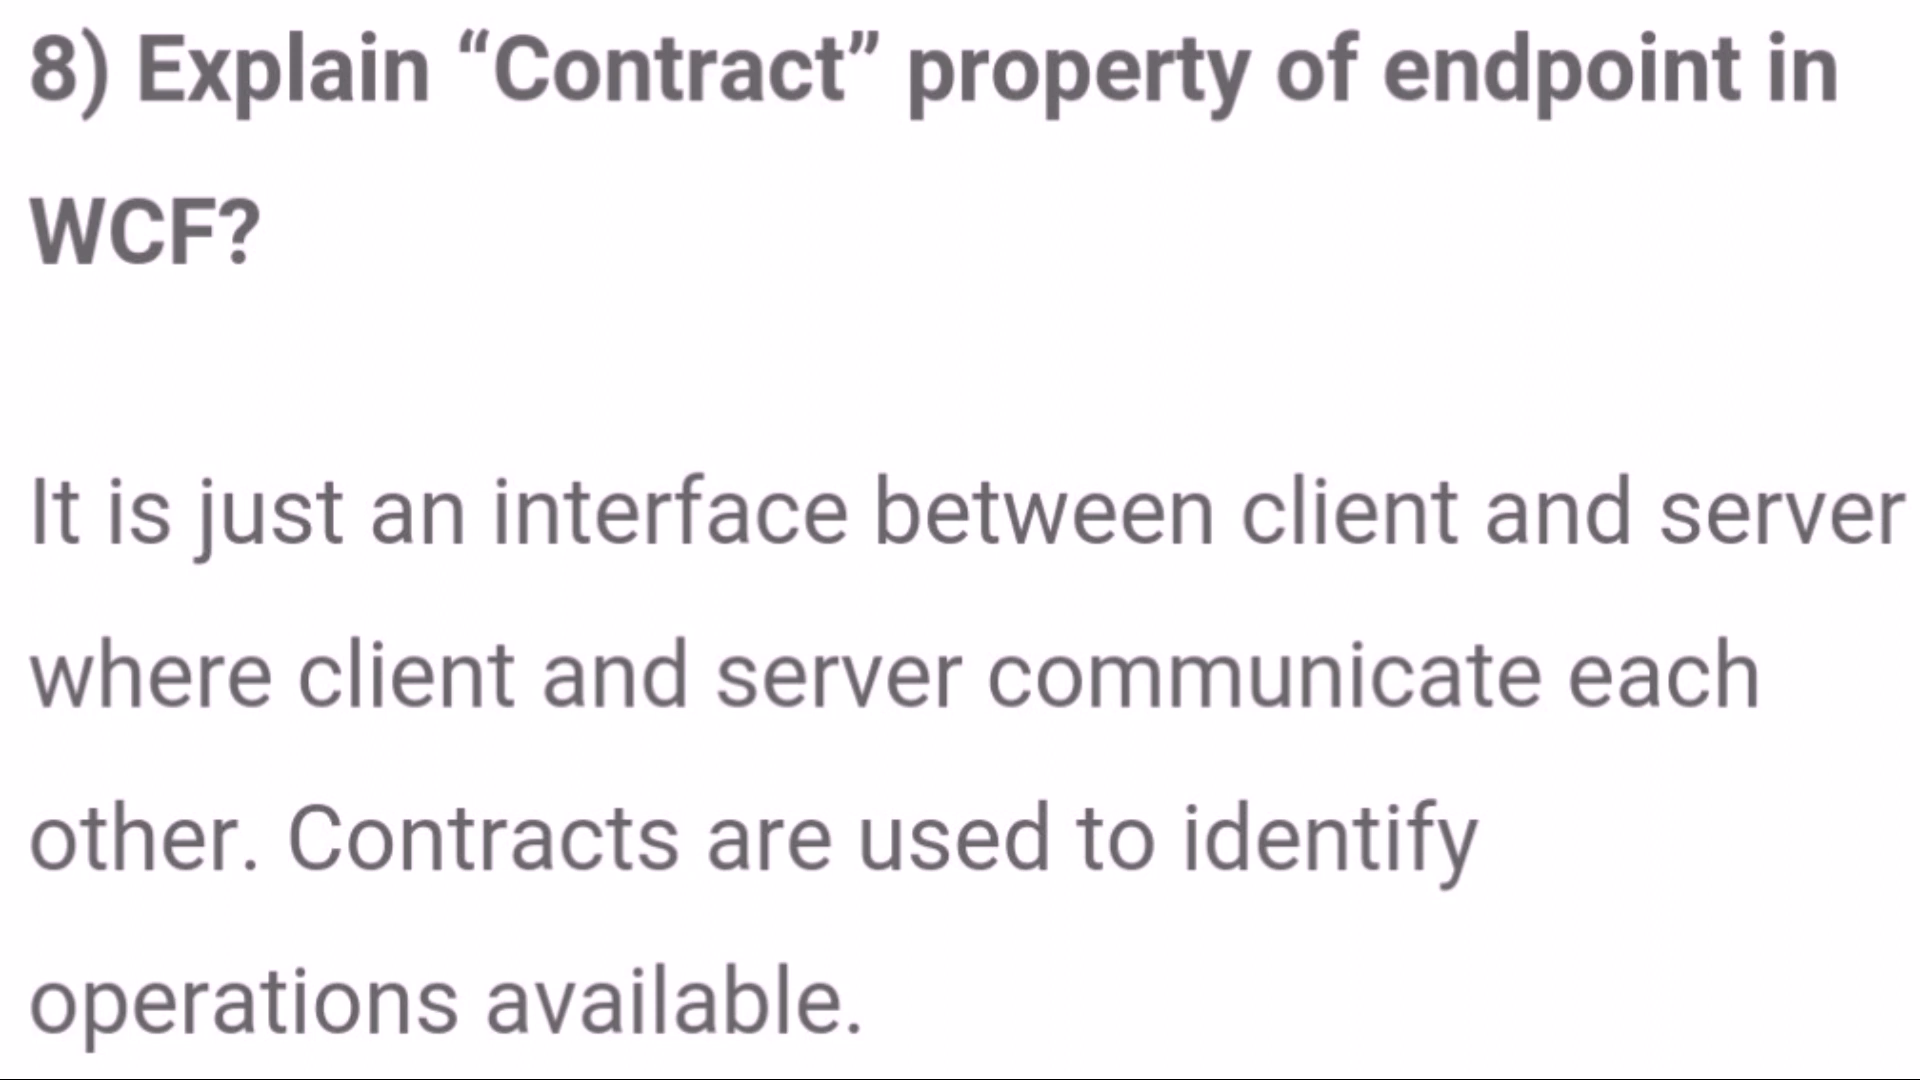 8) Explain “Contract” property of endpoint in
WCF?
It is just an interface between client and server
where client and server communicate each
other. Contracts are used to identify
operations available.